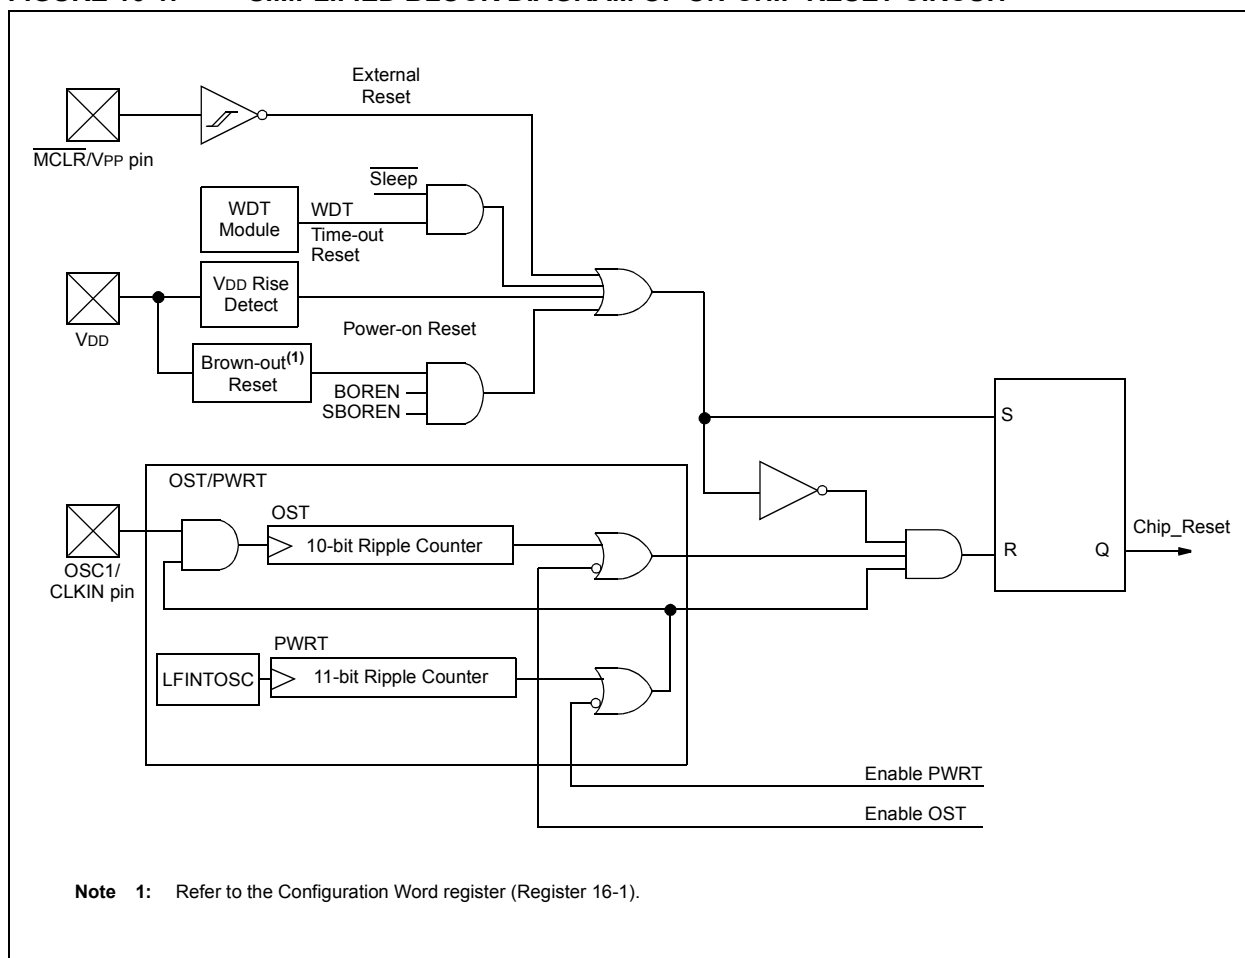 External
Reset
MCLR/VPP pin
Sleep
WDT
Module
WDT
Time-out
Reset
VDD Rise
Detect
VDD
Power-on Reset
Brown-out(1)
Reset
BOREN
SBOREN
S
OST/PWRT
OST
10-bit Ripple Counter
OSC1/
CLKIN pin
R
Q
Chip_Reset
PWRT
LFINTOSC
11-bit Ripple Counter
Enable PWRT
Enable OST
Note 1: Refer to the Configuration Word register (Register 16-1).